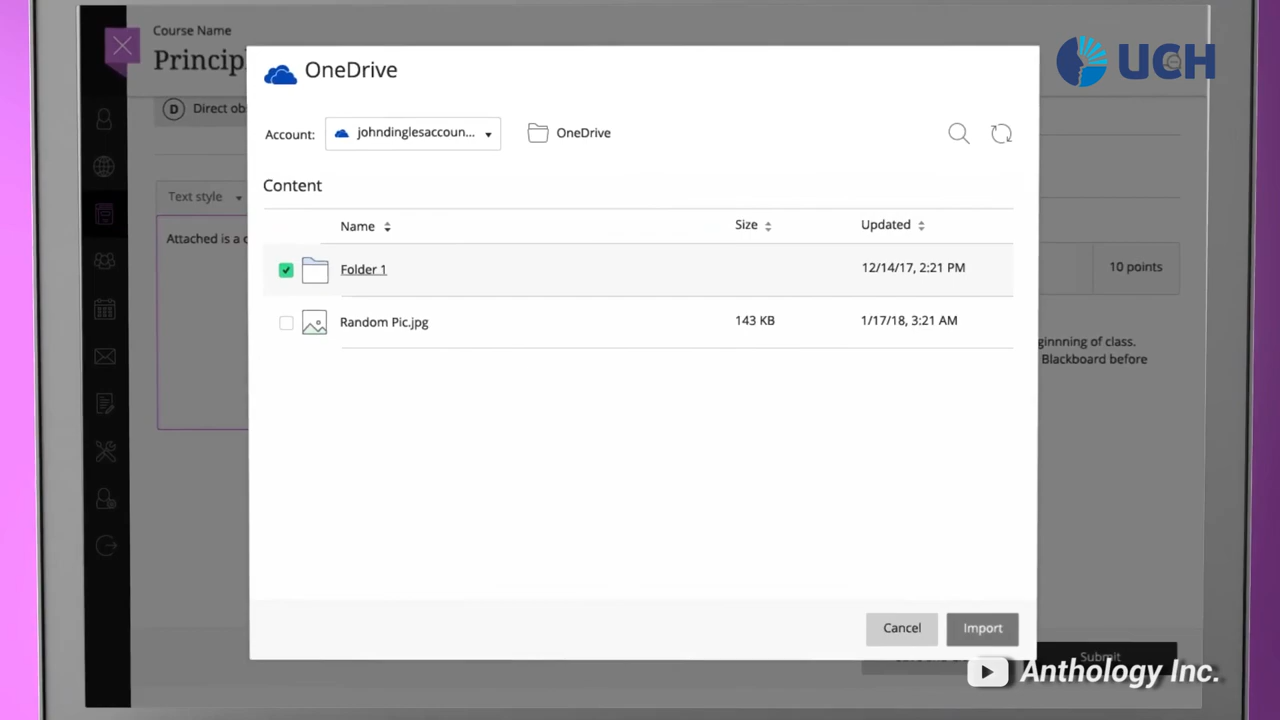 Course Name
Princip
UCH
OneDrive
D Direct ob
Account: johndinglesaccoun... OneDrive
Content
Text style
Name Size Updated
Attached is a
Folder 1 12/14/17, 2:21 PM
10 points
Random Pic.jpg 143 KB 1/17/18, 3:21 AM
ginnning of class.
Blackboard before
Cancel Import
Submit
Anthology Inc.